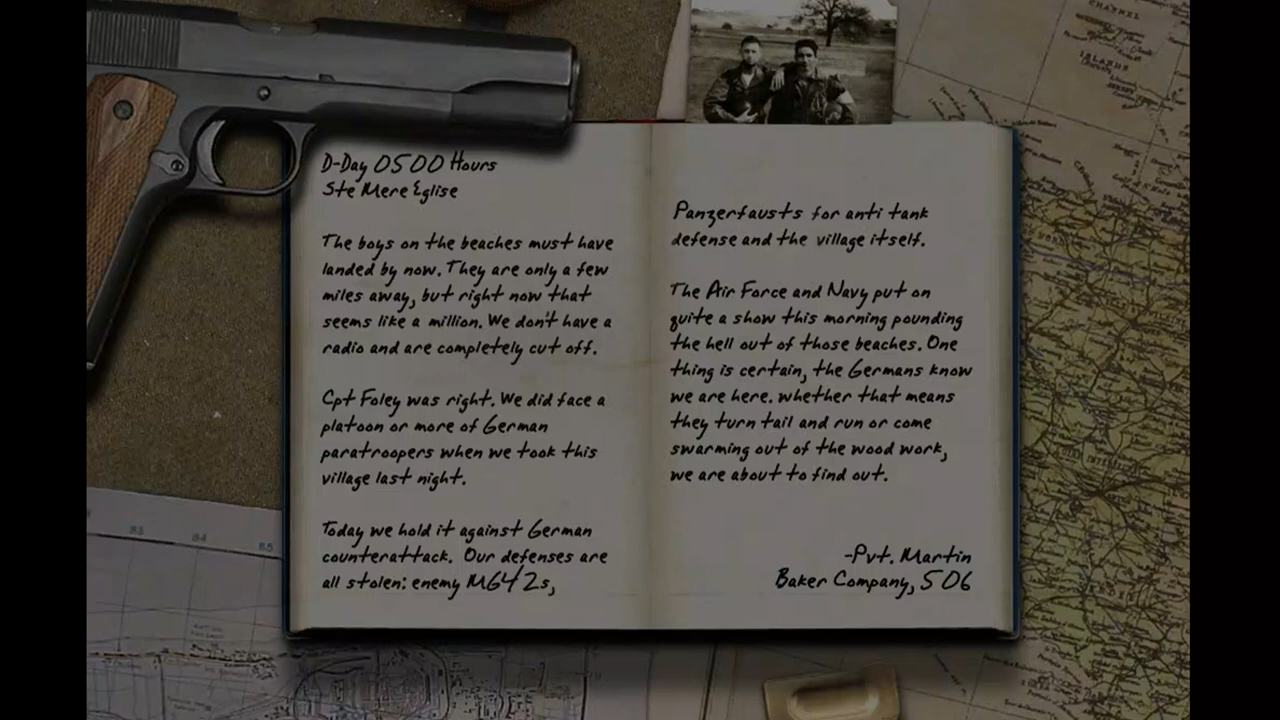 D-Day 0500 Hours
Ste Mere Eglise
The boys on the beaches must have
landed by now. They are only a few
miles away, but right now that
seems like a million. We don't have a
radio and are completely cut off.
Cpt Foley was right. We did face a
platoon or more of German
paratroopers when we took this
village last night.
Today we hold it against German
counterattack. Our defenses are
all stolen: enemy MG42s,
Panzerfausts for anti tank
defense and the village itself.
The Air Force and Navy put on
quite a show this morning pounding
the hell out of those beaches. One
thing is certain, the Germans know
we are here. whether that means
they turn tail and run or come
swarming out of the wood work,
we are about to find out.
-Pvt. Martin
Baker Company, 506
CHANNEL
ISLANDS
83
84
85